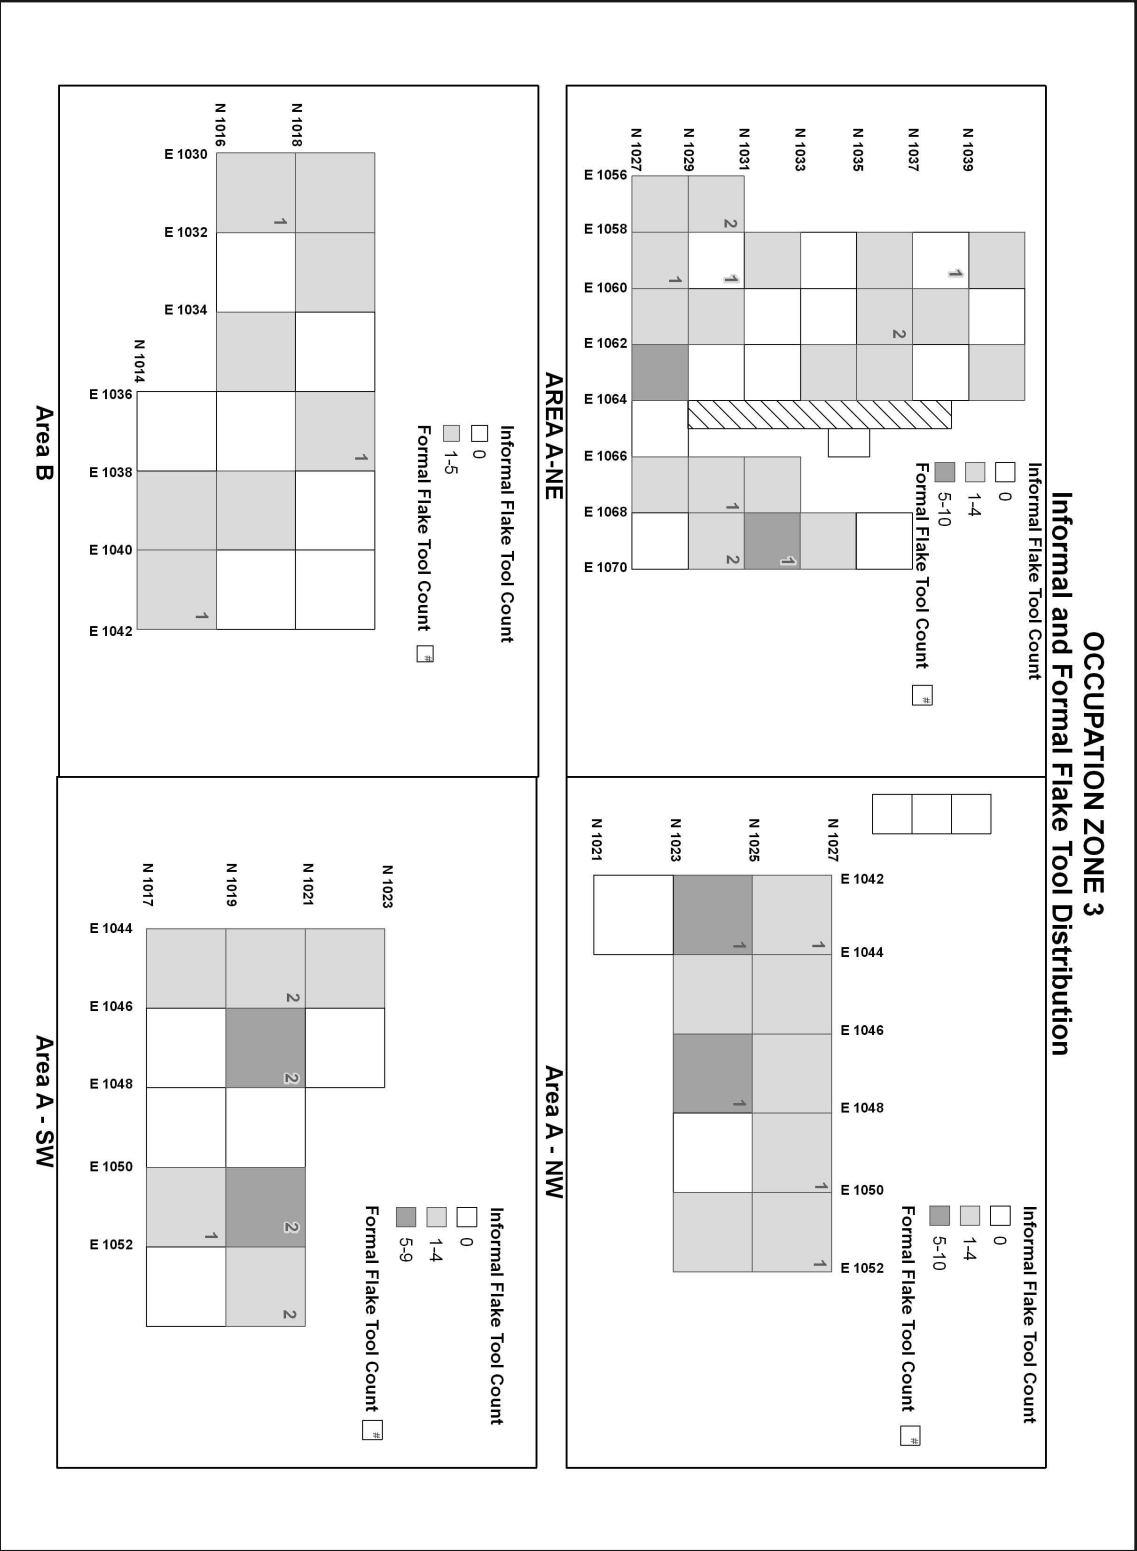 OCCUPATION ZONE 3
Informal and Formal Flake Tool Distribution
N 1039
N 1037
N 1035
N 1033
N 1031
N 1029
N 1027
E 1056
E 1058
E 1060
E 1062
E 1064
E 1066
E 1068
E 1070
1
2
2
1
1
1
2
1
Informal Flake Tool Count
0
1-4
5-10
Formal Flake Tool Count #
AREA A-NE
N 1027
N 1025
N 1023
N 1021
E 1042
E 1044
E 1046
E 1048
E 1050
E 1052
1
1
1
1
1
Informal Flake Tool Count
0
1-4
5-10
Formal Flake Tool Count #
Area A - NW
N 1018
N 1016
N 1014
E 1030
E 1032
E 1034
E 1036
E 1038
E 1040
E 1042
1
1
1
Informal Flake Tool Count
0
1-5
Formal Flake Tool Count #
Area B
N 1023
N 1021
N 1019
N 1017
E 1044
E 1046
E 1048
E 1050
E 1052
2
2
2
1
2
Informal Flake Tool Count
0
1-4
5-9
Formal Flake Tool Count #
Area A - SW